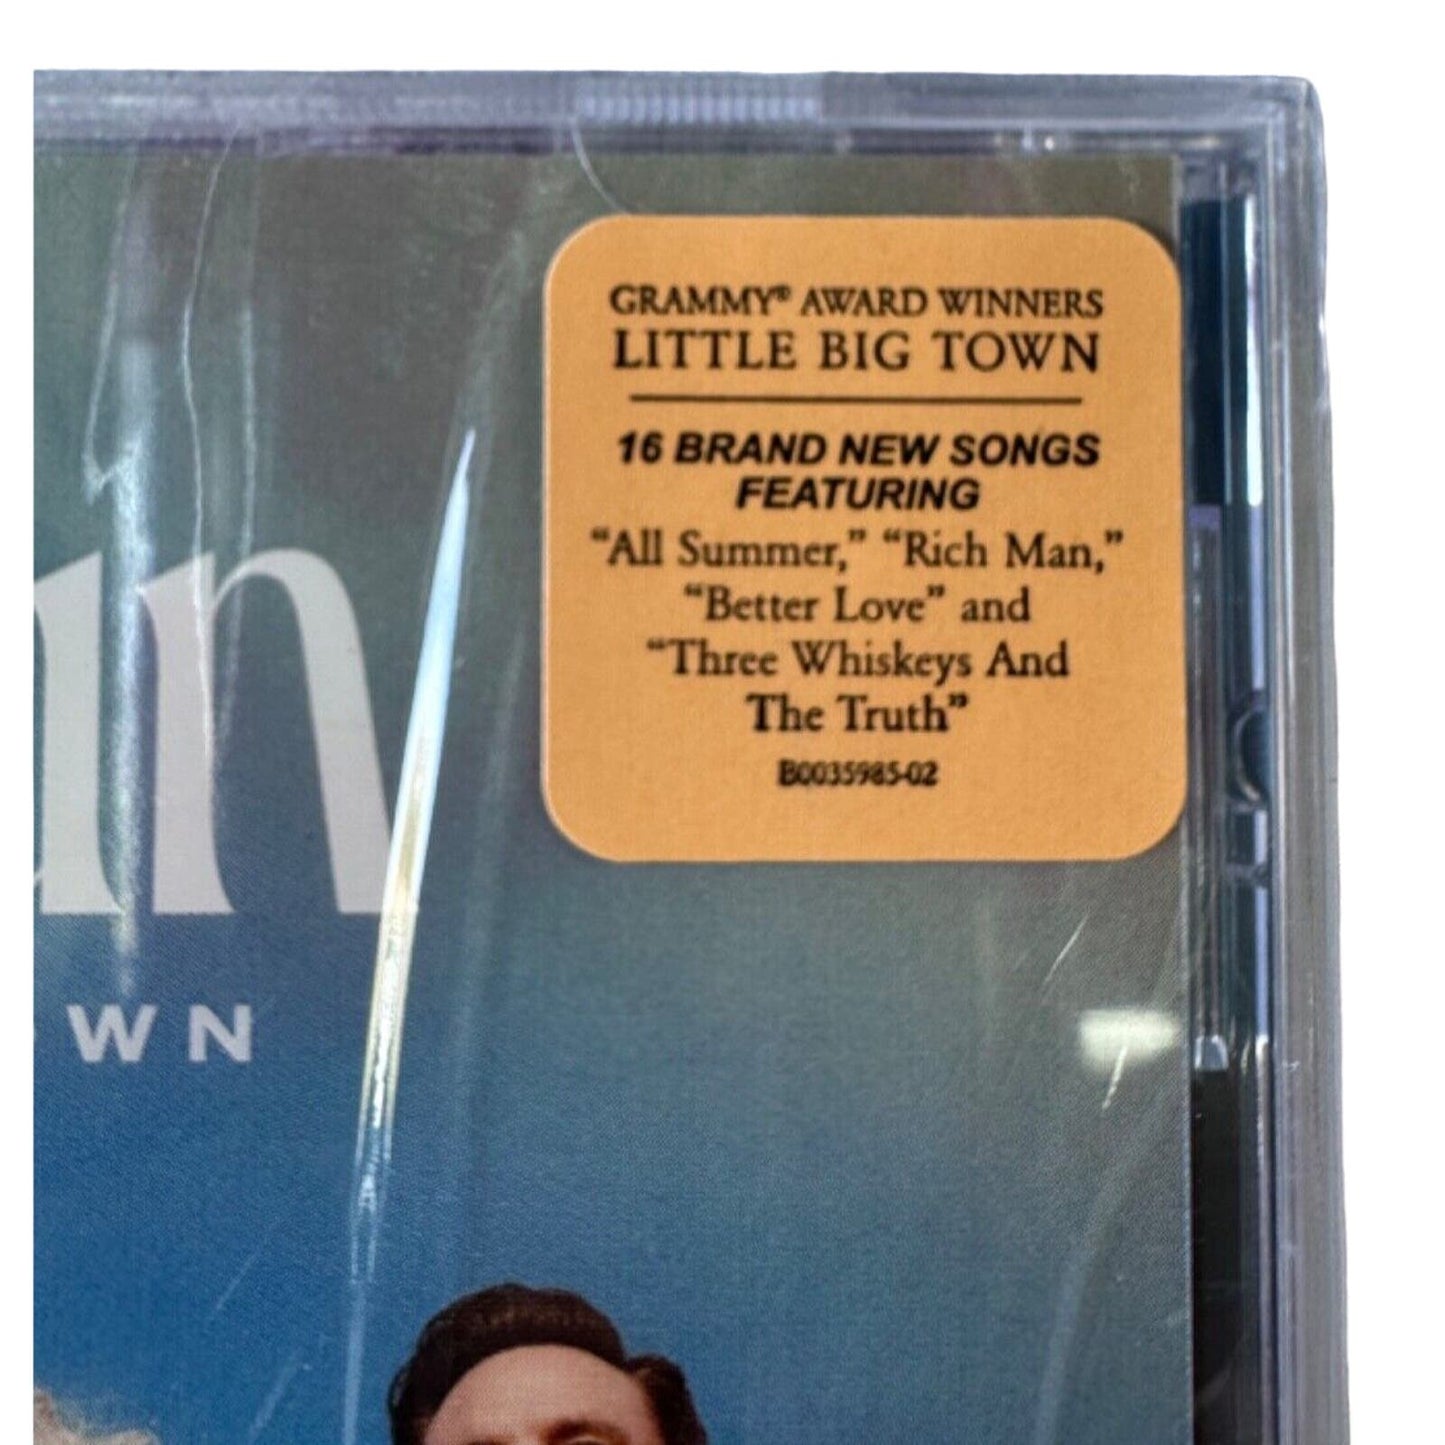 GRAMMY® AWARD WINNERS
LITTLE BIG TOWN
16 BRAND NEW SONGS
FEATURING
“All Summer,” “Rich Man,”
“Better Love” and
“Three Whiskeys And
The Truth”
B0035985-02
WN